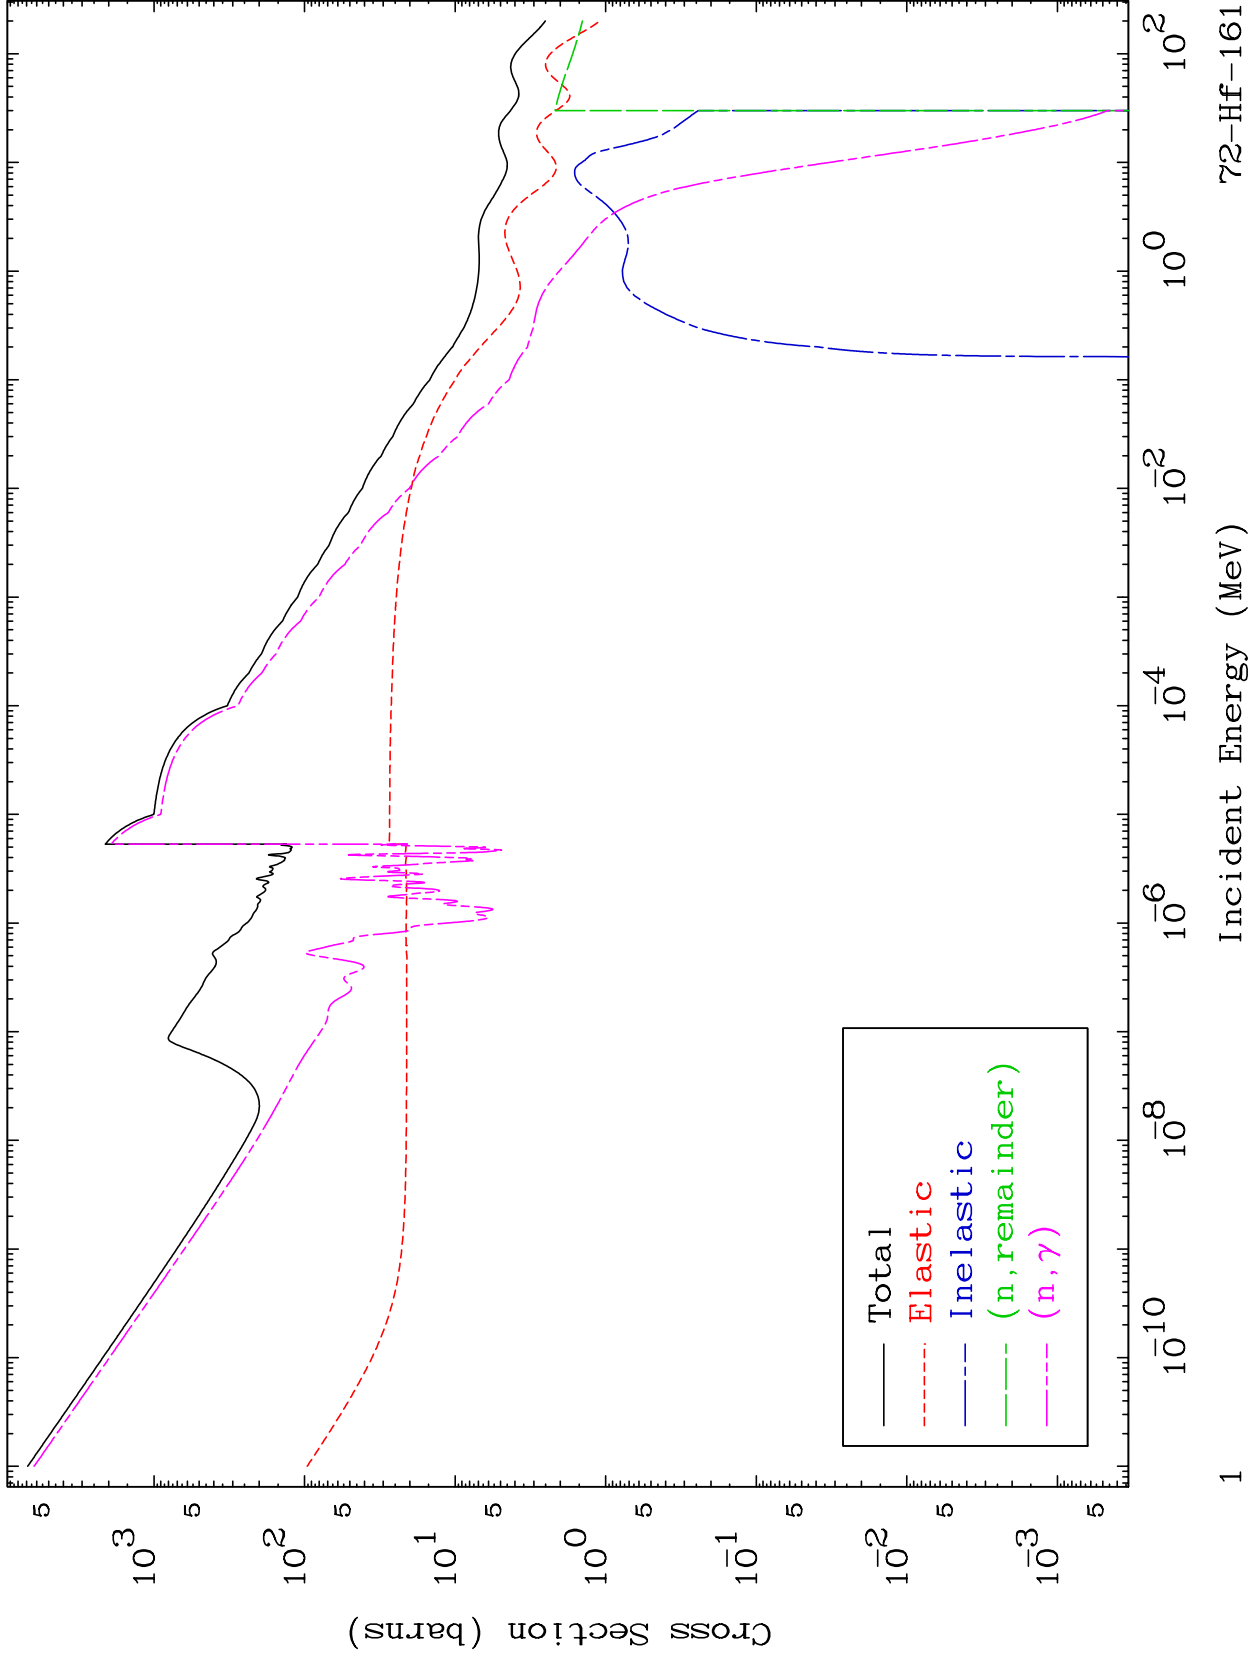 Cross Section (barns)
5
10^3
5
10^2
5
10^1
5
10^0
5
10^-1
5
10^-2
5
10^-3
5
Total
Elastic
Inelastic
(n,remainder)
(n,γ)
10^-10
10^-8
10^-6
10^-4
10^-2
10^0
10^2
1
Incident Energy (MeV)
72-Hf-161